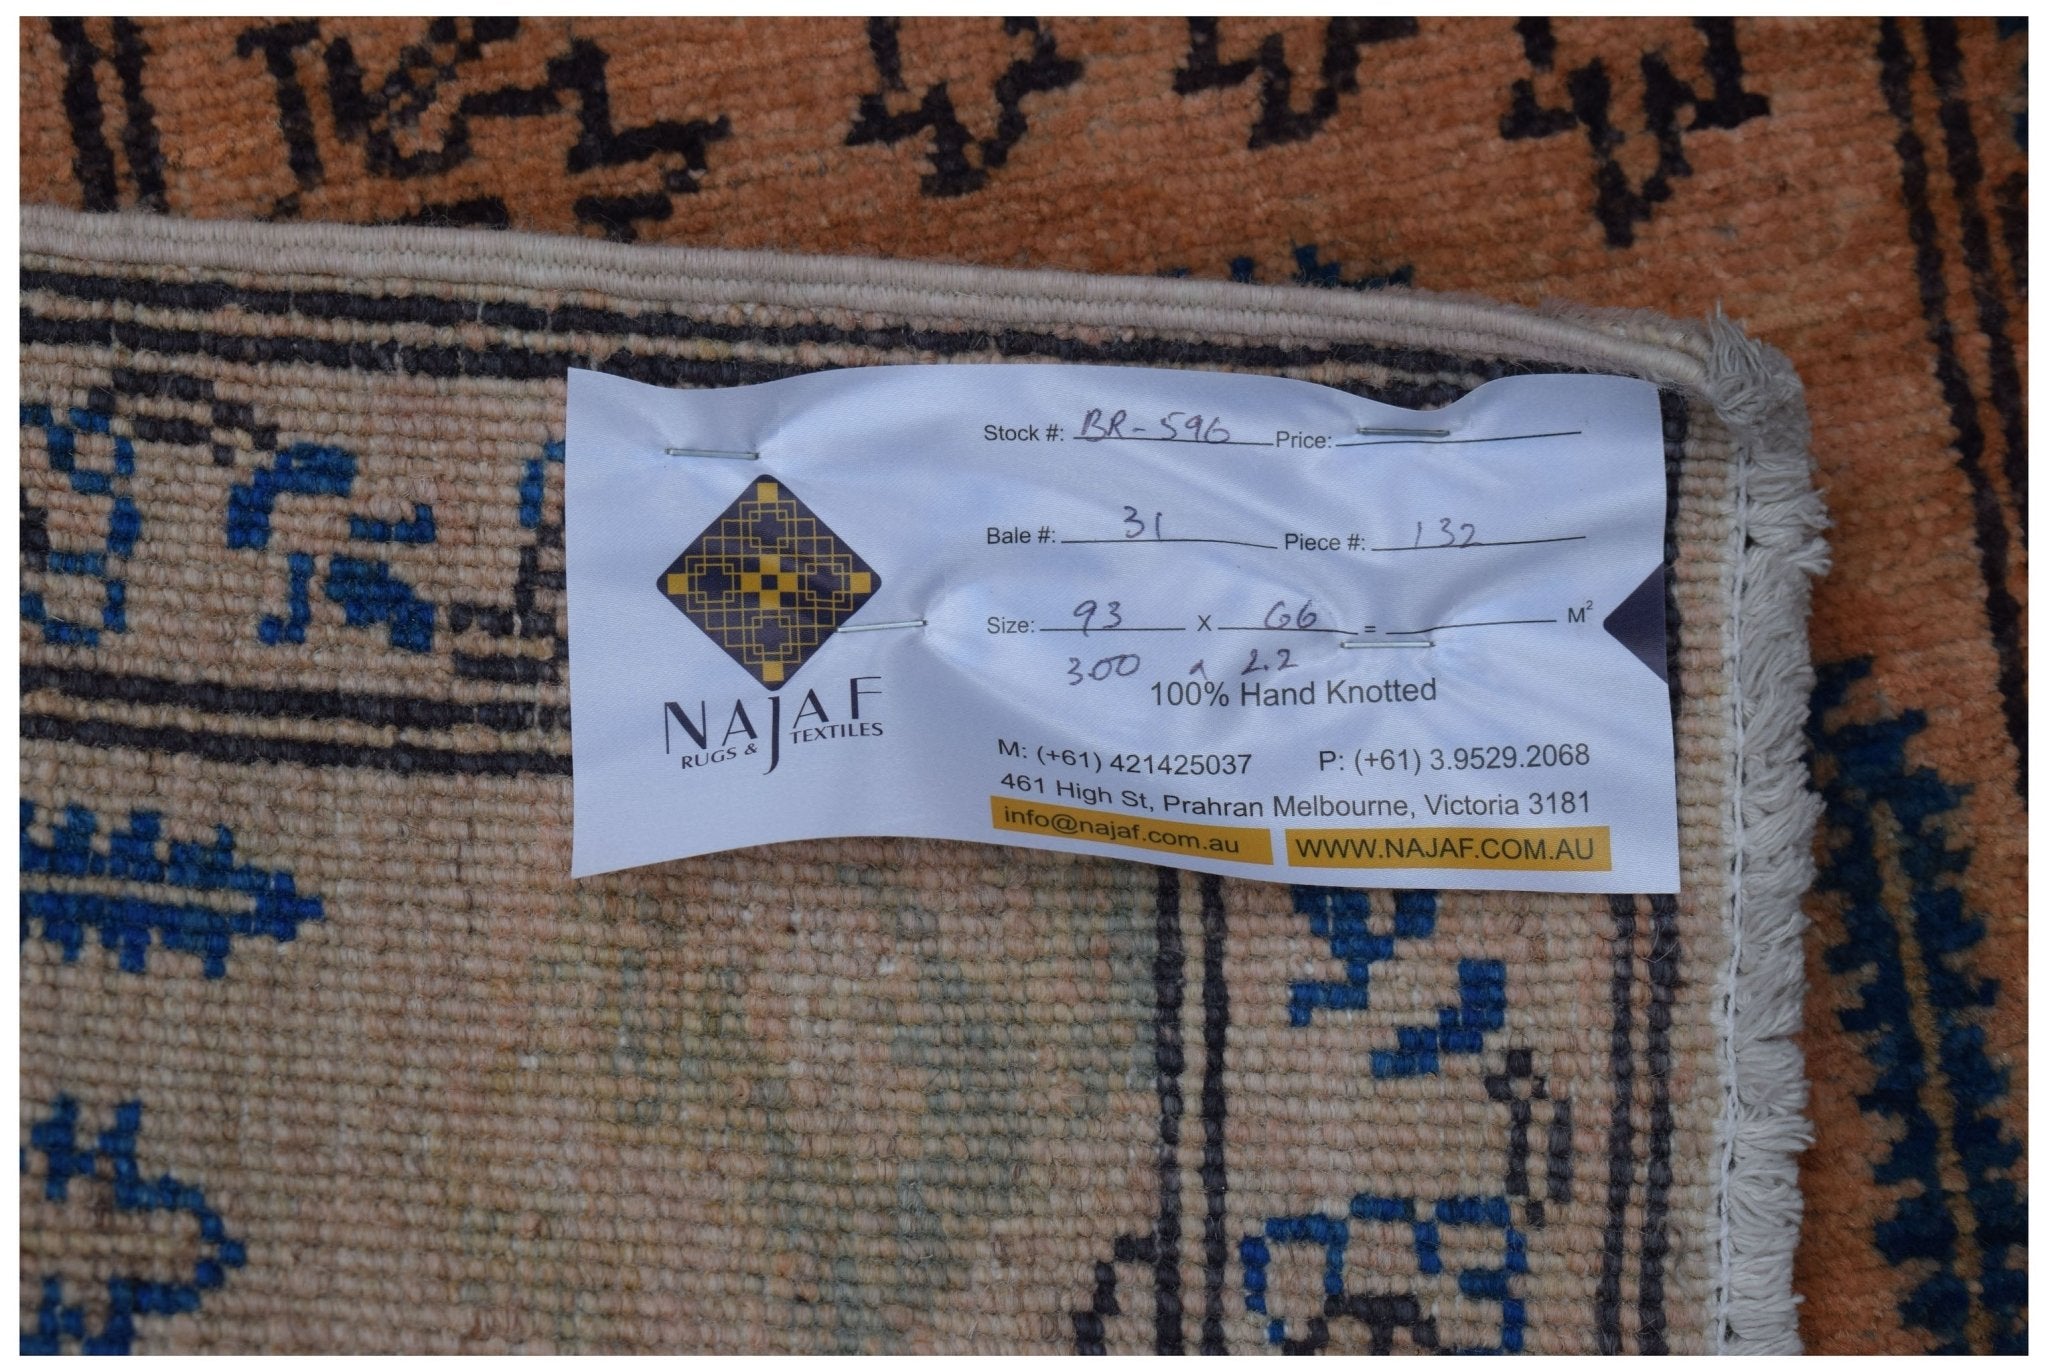 Stock #: BR-596 Price:
Bale #: 31 Piece #: 132
Size: 93 X G6 = M²
300 2.2
100% Hand Knotted
NAJAF
RUGS & TEXTILES
M: (+61) 421425037 P: (+61) 3.9529.2068
461 High St, Prahran Melbourne, Victoria 3181
info@najaf.com.au WWW.NAJAF.COM.AU